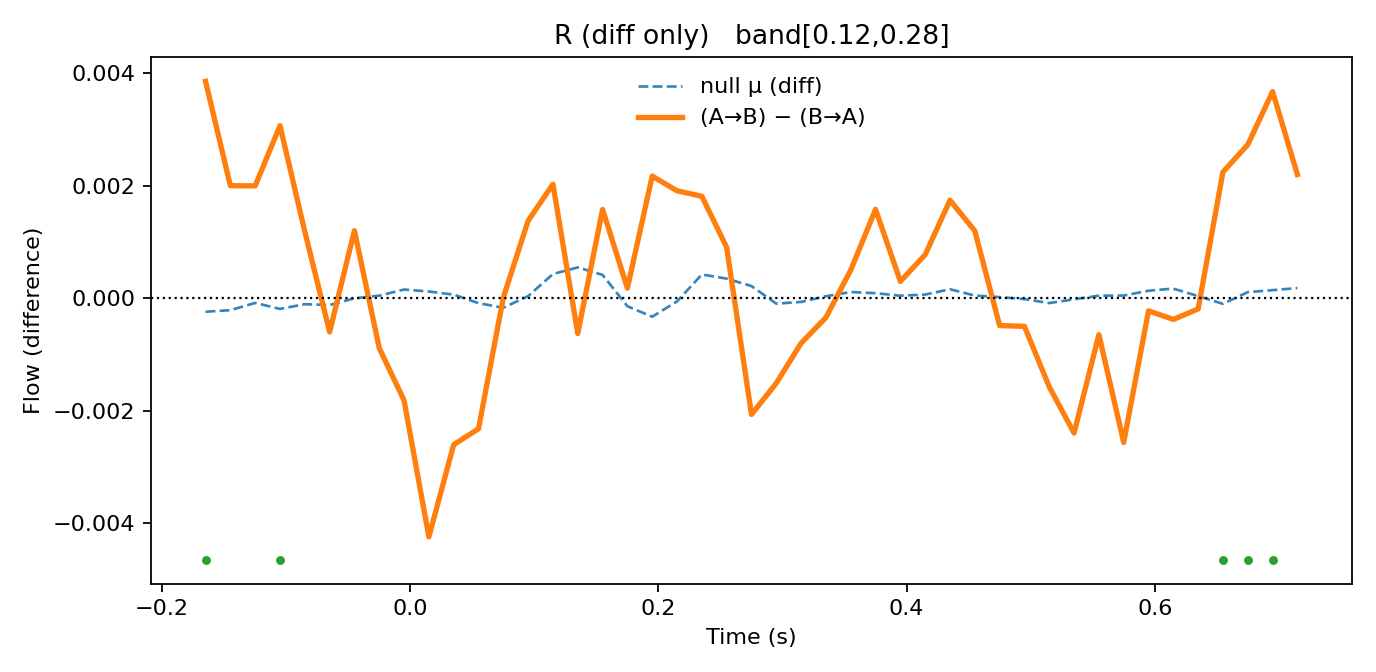 R (diff only)   band[0.12,0.28]
null μ (diff)
(A→B) − (B→A)
Flow (difference)
0.004
0.002
0.000
−0.002
−0.004
−0.2
0.0
0.2
0.4
0.6
Time (s)